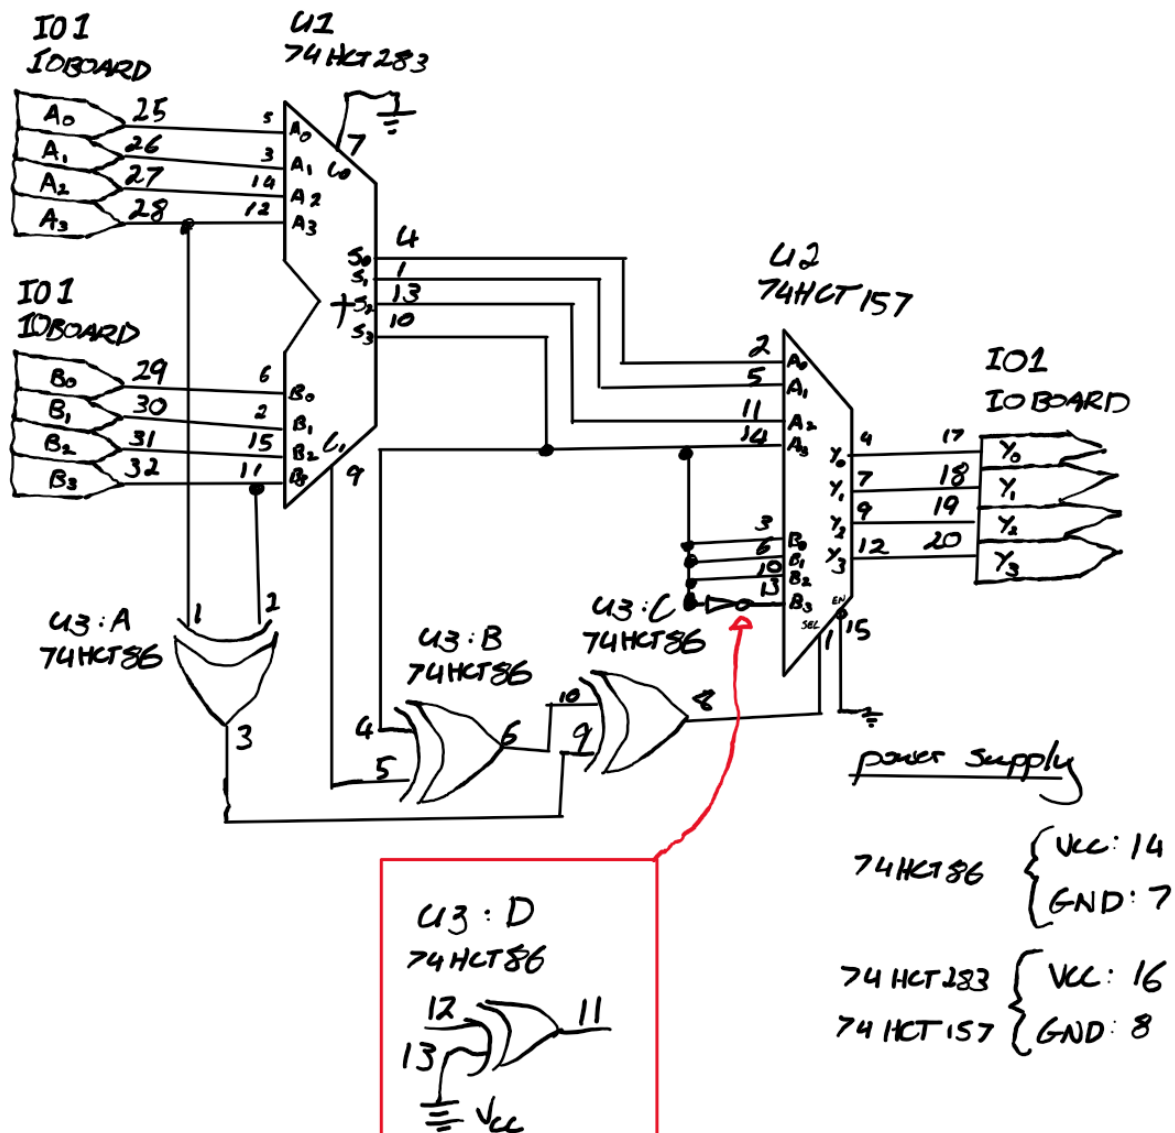 IO1
IOBOARD
A0 25
A1 26
A2 27
A3 28
IO1
IOBOARD
B0 29
B1 30
B2 31
B3 32
U1
74HCT283
7
C0
5 A0
3 A1
14 A2
12 A3
6 B0
2 B1
15 B2
11 B3
C1
9
+
S0 4
S1 1
S2 13
S3 10
U2
74HCT157
2 A0
5 A1
11 A2
14 A3
3 B0
6 B1
10 B2
13 B3
Y0 4
Y1 7
Y2 9
Y3 12
EN
SEL
1
15
IO1
IOBOARD
17 Y0
18 Y1
19 Y2
20 Y3
U3:A
74HCT86
1
2
3
U3:B
74HCT86
4
5
6
U3:C
74HCT86
10
9
8
U3:D
74HCT86
12
13
11
Vcc
power supply
74HCT86
Vcc: 14
GND: 7
74HCT283
74HCT157
Vcc: 16
GND: 8